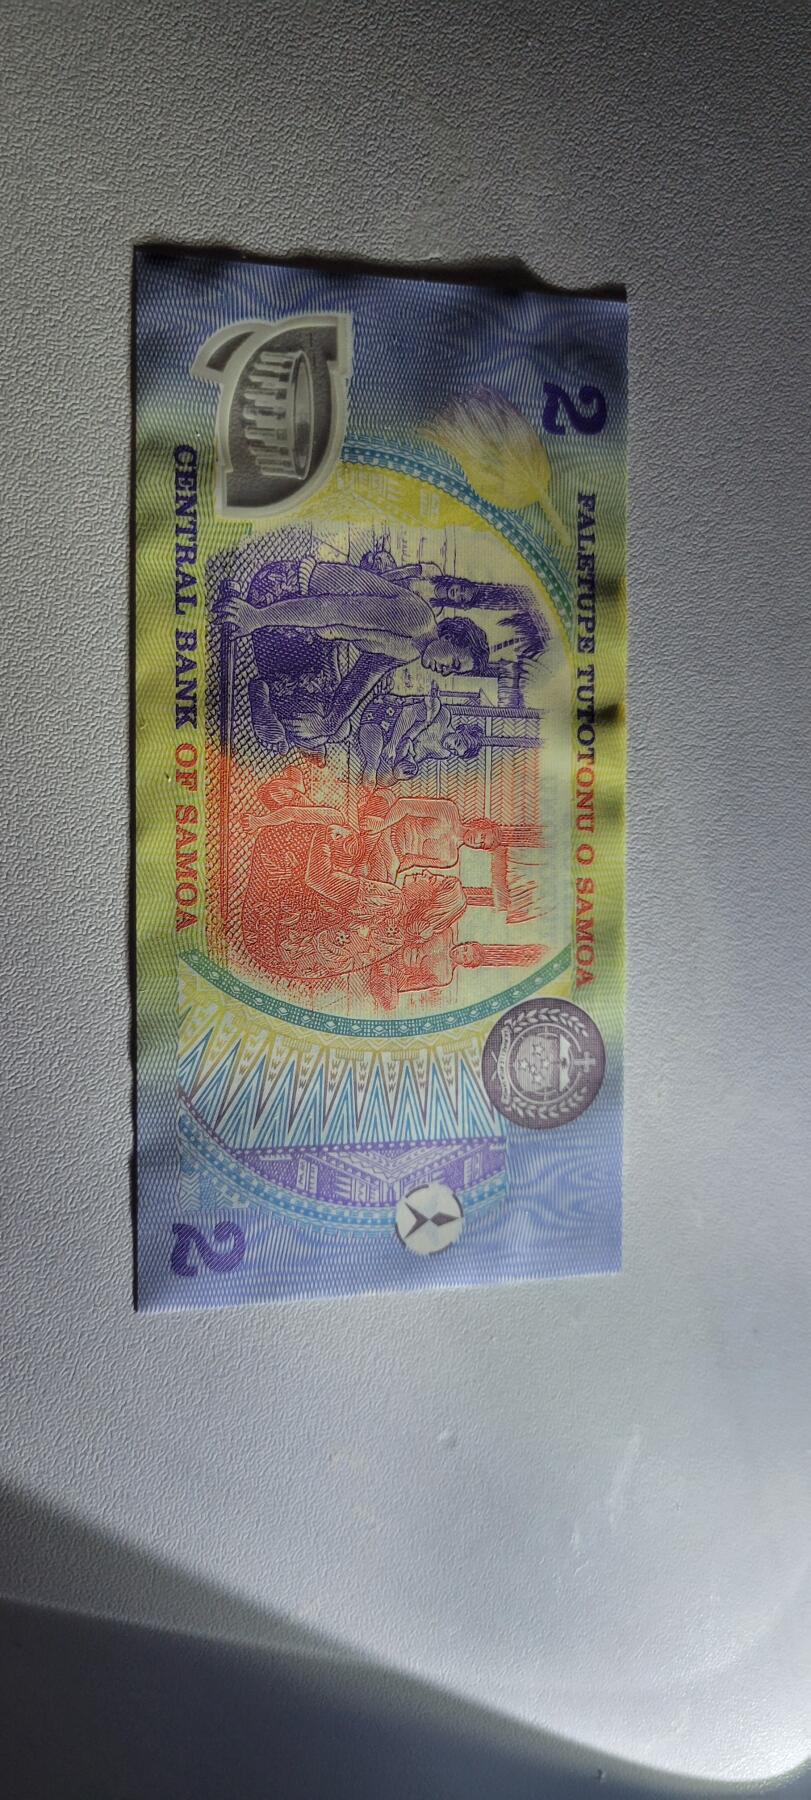 2
FALETUPE TUTOTONU O SAMOA
CENTRAL BANK OF SAMOA
2